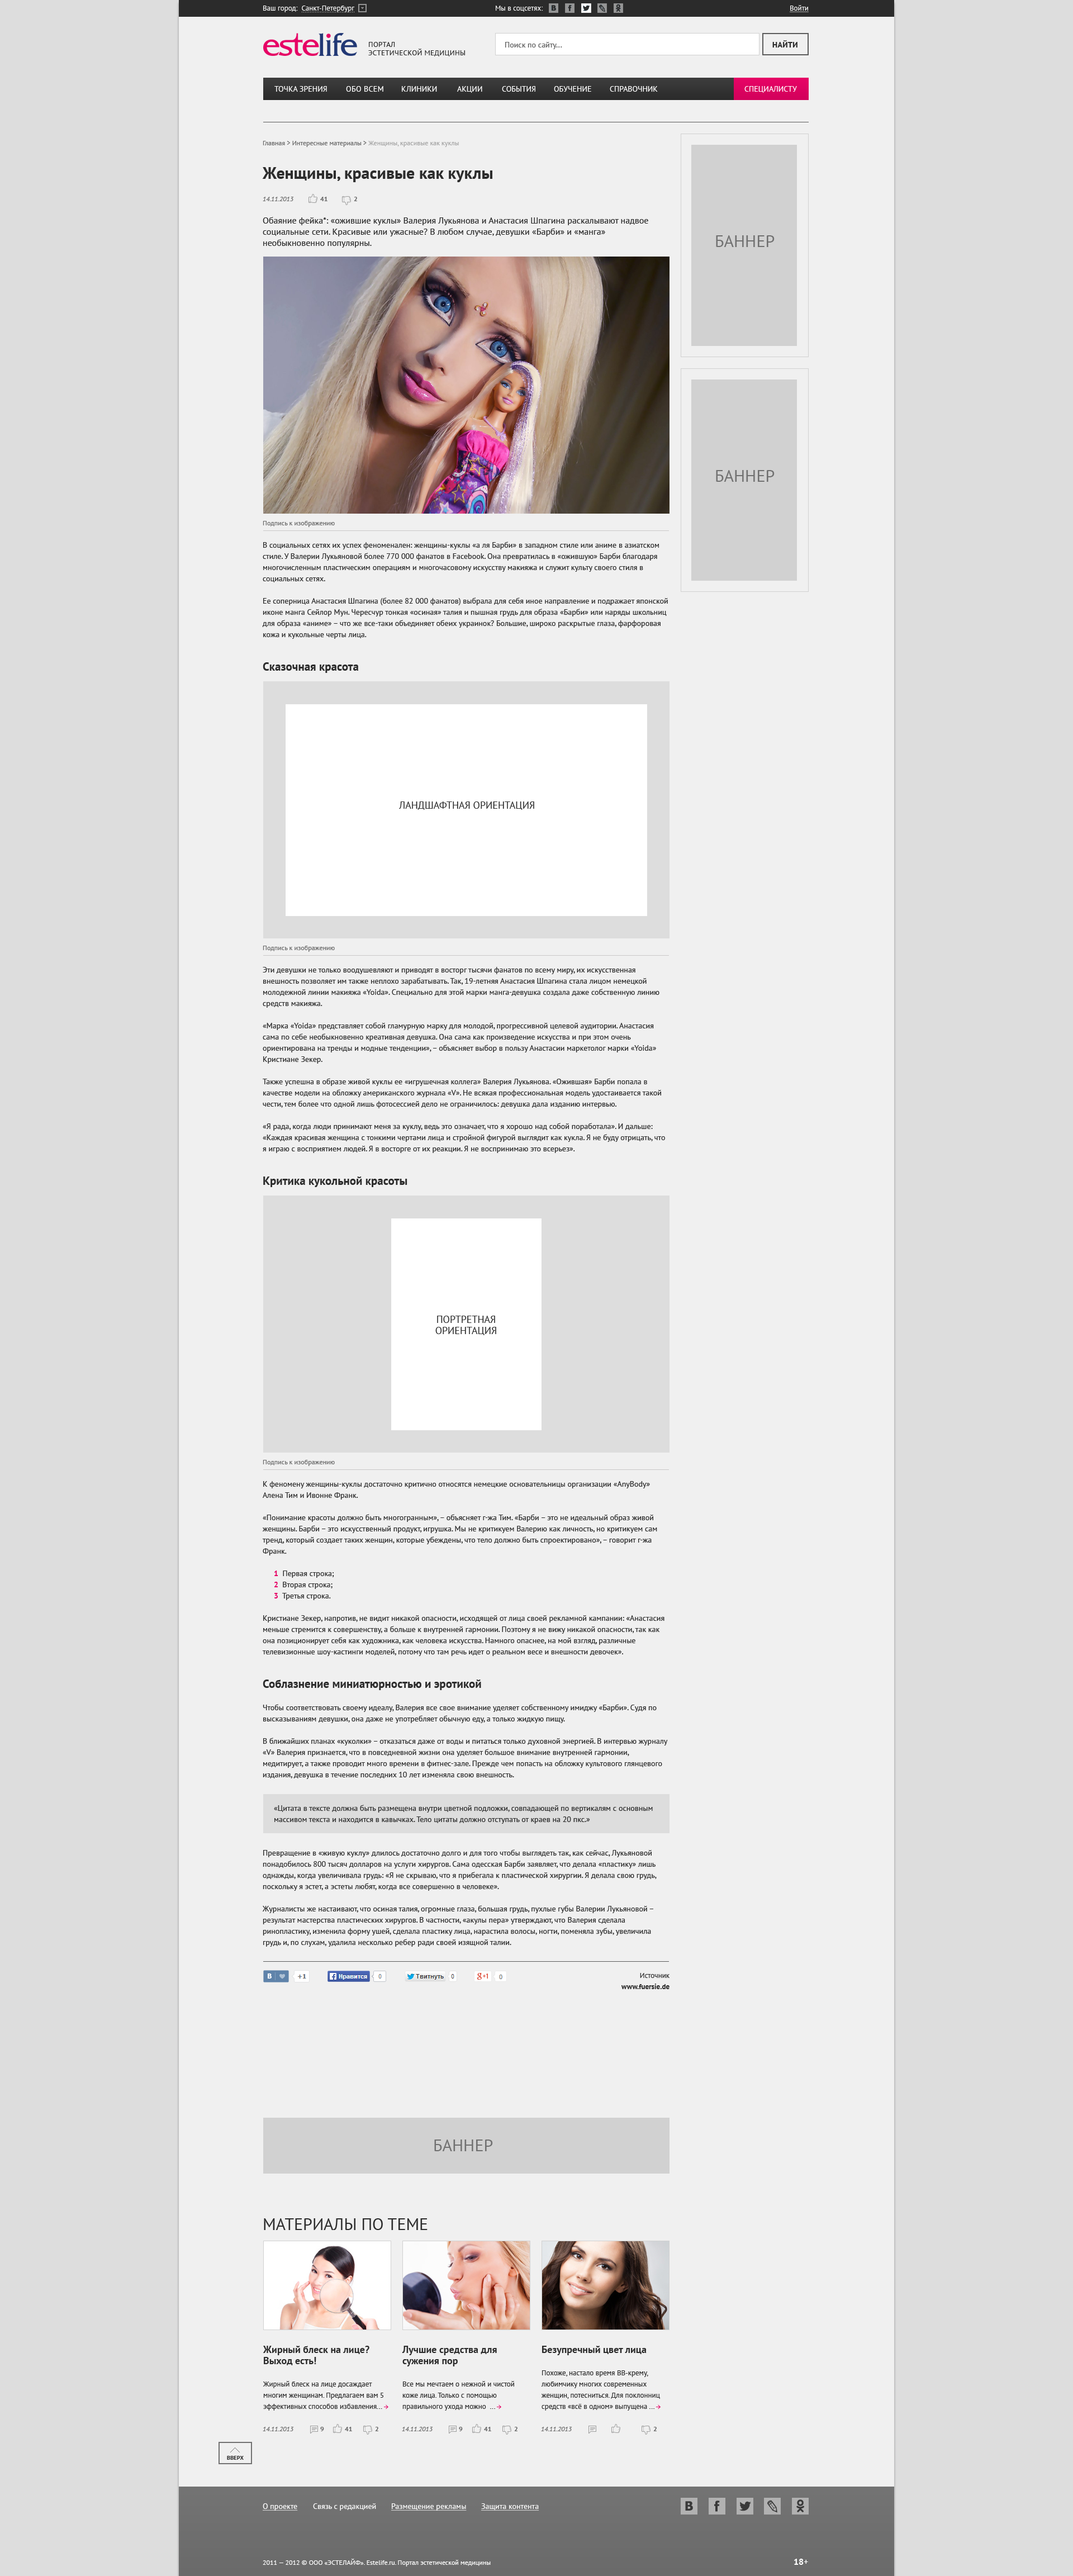 Ваш город: Санкт-Петербург
Мы в соцсетях:
Войти
estelife
ПОРТАЛ
ЭСТЕТИЧЕСКОЙ МЕДИЦИНЫ
Поиск по сайту...
НАЙТИ
ТОЧКА ЗРЕНИЯ ОБО ВСЕМ КЛИНИКИ АКЦИИ СОБЫТИЯ ОБУЧЕНИЕ СПРАВОЧНИК СПЕЦИАЛИСТУ
Главная > Интересные материалы > Женщины, красивые как куклы
Женщины, красивые как куклы
14.11.2013 41 2
Обаяние фейка*: «ожившие куклы» Валерия Лукьянова и Анастасия Шпагина раскалывают надвое
социальные сети. Красивые или ужасные? В любом случае, девушки «Барби» и «манга»
необыкновенно популярны.
БАННЕР
БАННЕР
Подпись к изображению
В социальных сетях их успех феноменален: женщины-куклы «а ля Барби» в западном стиле или аниме в азиатском
стиле. У Валерии Лукьяновой более 770 000 фанатов в Facebook. Она превратилась в «ожившую» Барби благодаря
многочисленным пластическим операциям и многочасовому искусству макияжа и служит культу своего стиля в
социальных сетях.
Ее соперница Анастасия Шпагина (более 82 000 фанатов) выбрала для себя иное направление и подражает японской
иконе манга Сейлор Мун. Чересчур тонкая «осиная» талия и пышная грудь для образа «Барби» или наряды школьниц
для образа «аниме» – что же все-таки объединяет обеих украинок? Большие, широко раскрытые глаза, фарфоровая
кожа и кукольные черты лица.
Сказочная красота
ЛАНДШАФТНАЯ ОРИЕНТАЦИЯ
Подпись к изображению
Эти девушки не только воодушевляют и приводят в восторг тысячи фанатов по всему миру, их искусственная
внешность позволяет им также неплохо зарабатывать. Так, 19-летняя Анастасия Шпагина стала лицом немецкой
молодежной линии макияжа «Yoida». Специально для этой марки манга-девушка создала даже собственную линию
средств макияжа.
«Марка «Yoida» представляет собой гламурную марку для молодой, прогрессивной целевой аудитории. Анастасия
сама по себе необыкновенно креативная девушка. Она сама как произведение искусства и при этом очень
ориентирована на тренды и модные тенденции», – объясняет выбор в пользу Анастасии маркетолог марки «Yoida»
Кристиане Зекер.
Также успешна в образе живой куклы ее «игрушечная коллега» Валерия Лукьянова. «Ожившая» Барби попала в
качестве модели на обложку американского журнала «V». Не всякая профессиональная модель удостаивается такой
чести, тем более что одной лишь фотосессией дело не ограничилось: девушка дала изданию интервью.
«Я рада, когда люди принимают меня за куклу, ведь это означает, что я хорошо над собой поработала». И дальше:
«Каждая красивая женщина с тонкими чертами лица и стройной фигурой выглядит как кукла. Я не буду отрицать, что
я играю с восприятием людей. Я в восторге от их реакции. Я не воспринимаю это всерьез».
Критика кукольной красоты
ПОРТРЕТНАЯ
ОРИЕНТАЦИЯ
Подпись к изображению
К феномену женщины-куклы достаточно критично относятся немецкие основательницы организации «AnyBody»
Алена Тим и Ивонне Франк.
«Понимание красоты должно быть многогранным», – объясняет г-жа Тим. «Барби – это не идеальный образ живой
женщины. Барби – это искусственный продукт, игрушка. Мы не критикуем Валерию как личность, но критикуем сам
тренд, который создает таких женщин, которые убеждены, что тело должно быть спроектировано», – говорит г-жа
Франк.
1 Первая строка;
2 Вторая строка;
3 Третья строка.
Кристиане Зекер, напротив, не видит никакой опасности, исходящей от лица своей рекламной кампании: «Анастасия
меньше стремится к совершенству, а больше к внутренней гармонии. Поэтому я не вижу никакой опасности, так как
она позиционирует себя как художника, как человека искусства. Намного опаснее, на мой взгляд, различные
телевизионные шоу-кастинги моделей, потому что там речь идет о реальном весе и внешности девочек».
Соблазнение миниатюрностью и эротикой
Чтобы соответствовать своему идеалу, Валерия все свое внимание уделяет собственному имиджу «Барби». Судя по
высказываниям девушки, она даже не употребляет обычную еду, а только жидкую пищу.
В ближайших планах «куколки» – отказаться даже от воды и питаться только духовной энергией. В интервью журналу
«V» Валерия признается, что в повседневной жизни она уделяет большое внимание внутренней гармонии,
медитирует, а также проводит много времени в фитнес-зале. Прежде чем попасть на обложку культового глянцевого
издания, девушка в течение последних 10 лет изменяла свою внешность.
«Цитата в тексте должна быть размещена внутри цветной подложки, совпадающей по вертикалям с основным
массивом текста и находится в кавычках. Тело цитаты должно отступать от краев на 20 пкс.»
Превращение в «живую куклу» длилось достаточно долго и для того чтобы выглядеть так, как сейчас, Лукьяновой
понадобилось 800 тысяч долларов на услуги хирургов. Сама одесская Барби заявляет, что делала «пластику» лишь
однажды, когда увеличивала грудь: «Я не скрываю, что я прибегала к пластической хирургии. Я делала свою грудь,
поскольку я эстет, а эстеты любят, когда все совершенно в человеке».
Журналисты же настаивают, что осиная талия, огромные глаза, большая грудь, пухлые губы Валерии Лукьяновой –
результат мастерства пластических хирургов. В частности, «акулы пера» утверждают, что Валерия сделала
ринопластику, изменила форму ушей, сделала пластику лица, нарастила волосы, ногти, поменяла зубы, увеличила
грудь и, по слухам, удалила несколько ребер ради своей изящной талии.
В +1 Нравится 0 Твитнуть 0 g+1 0
Источник
www.fuersie.de
БАННЕР
МАТЕРИАЛЫ ПО ТЕМЕ
Жирный блеск на лице?
Выход есть!
Жирный блеск на лице досаждает
многим женщинам. Предлагаем вам 5
эффективных способов избавления...
14.11.2013 9 41 2
Лучшие средства для
сужения пор
Все мы мечтаем о нежной и чистой
коже лица. Только с помощью
правильного ухода можно ...
14.11.2013 9 41 2
Безупречный цвет лица
Похоже, настало время BB-крему,
любимчику многих современных
женщин, потесниться. Для поклонниц
средств «всё в одном» выпущена ...
14.11.2013 2
ВВЕРХ
О проекте Связь с редакцией Размещение рекламы Защита контента
2011 — 2012 © ООО «ЭСТЕЛАЙФ». Estelife.ru. Портал эстетической медицины
18+